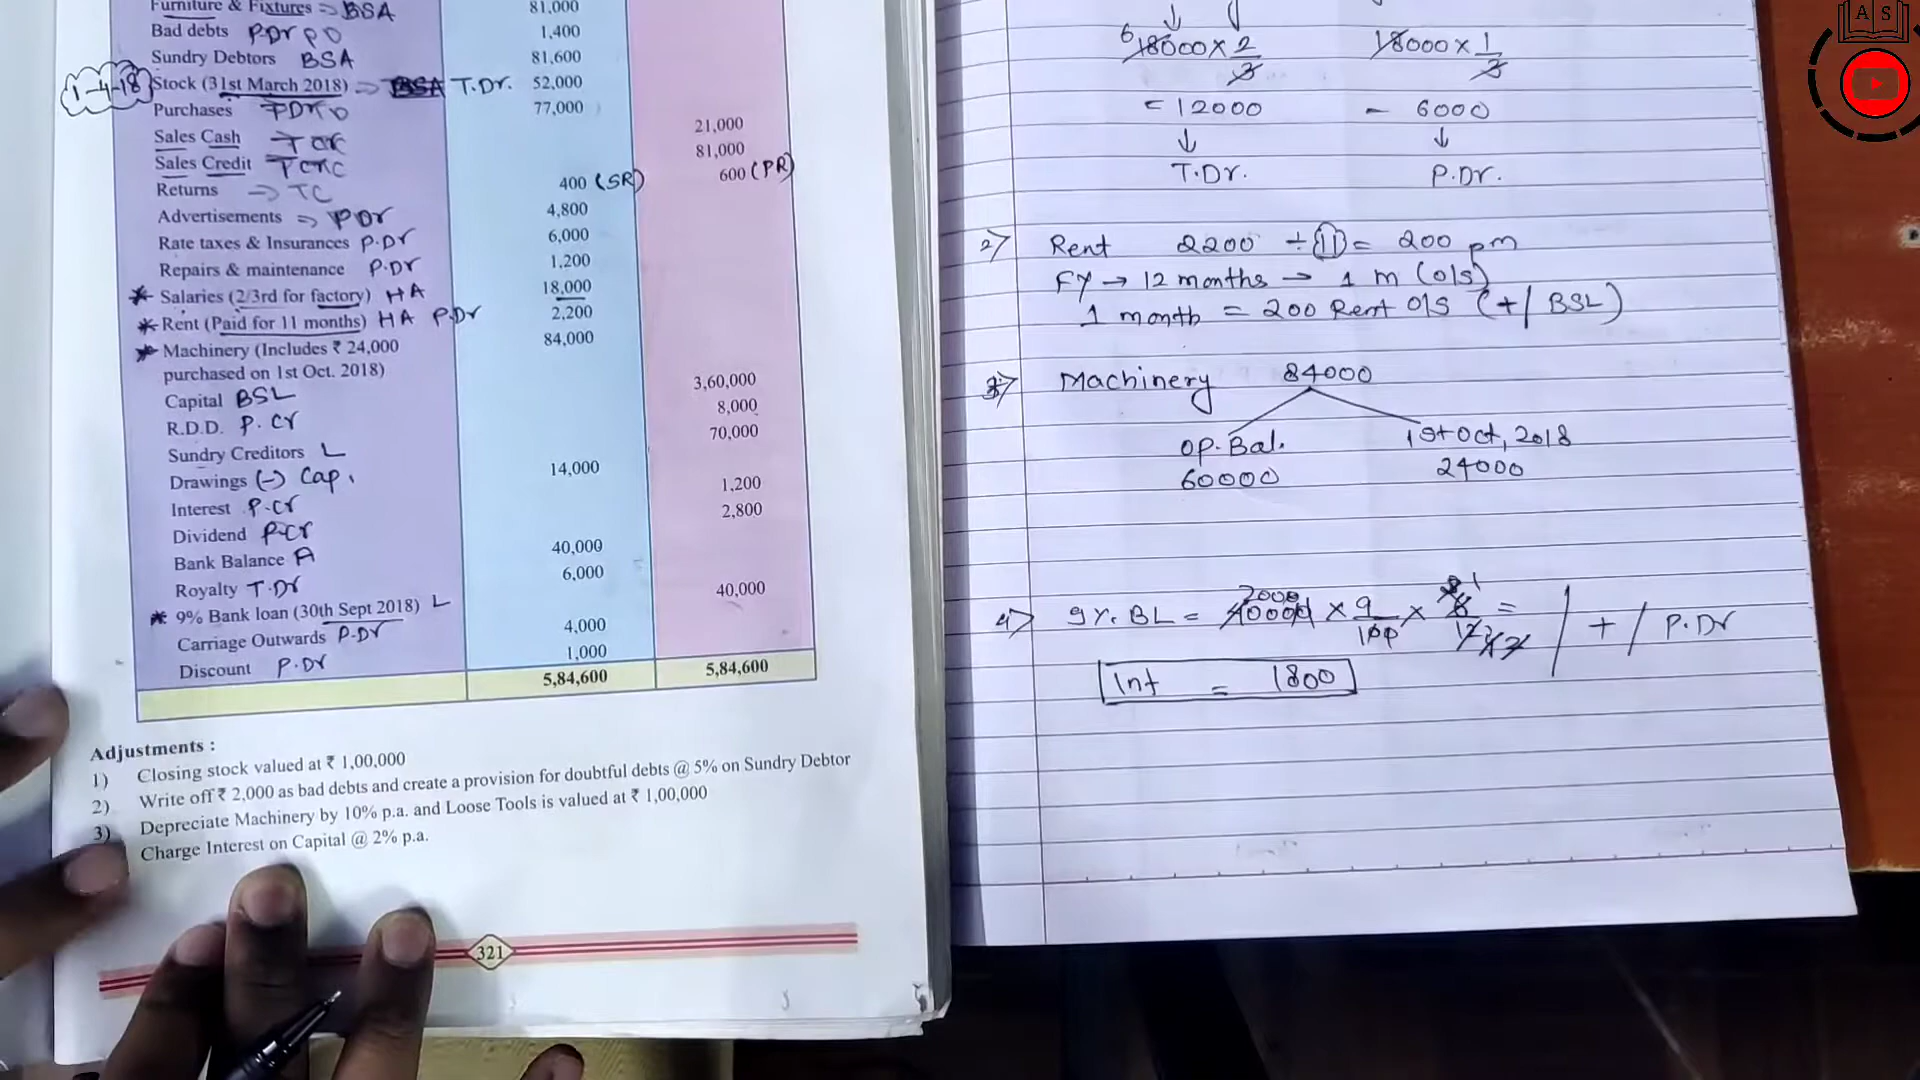 Furniture & Fixtures → BSA 81,000
Bad debts P.Dr 1,400
Sundry Debtors BSA 81,600
1-4-18 Stock (31st March 2018) → T.Dr. 52,000
Purchases 77,000
Sales Cash 21,000
Sales Credit 81,000
Returns → TC 400 (SR) 600 (PR)
Advertisements → P Dr 4,800
Rate taxes & Insurances P.Dr 6,000
Repairs & maintenance P.Dr 1,200
* Salaries (2/3rd for factory) HA 18,000
* Rent (Paid for 11 months) HA P.Dr 2,200
* Machinery (Includes ₹ 24,000 84,000
purchased on 1st Oct. 2018)
Capital BSL 3,60,000
R.D.D. P. Cr 8,000
Sundry Creditors L 70,000
Drawings (-) Cap. 14,000
Interest P.Cr 1,200
Dividend P.Cr 2,800
Bank Balance A 40,000
Royalty T.Dr 6,000
* 9% Bank loan (30th Sept 2018) L 40,000
Carriage Outwards P.Dr 4,000
Discount P.Dr 1,000
5,84,600 5,84,600
Adjustments :
1) Closing stock valued at ₹ 1,00,000
2) Write off ₹ 2,000 as bad debts and create a provision for doubtful debts @ 5% on Sundry Debtor
3) Depreciate Machinery by 10% p.a. and Loose Tools is valued at ₹ 1,00,000
Charge Interest on Capital @ 2% p.a.
321
6 18000 × 2/3 18000 × 1/3
= 12000 = 6000
↓ ↓
T.Dr. P.Dr.
2) Rent 2200 ÷ 11 = 200 pm
FY → 12 months → 1 m (O/S)
1 month = 200 Rent O/S (+/ BSL)
3) Machinery 84000
Op. Bal. 1st Oct, 2018
60000 24000
4) 9%. BL = 40000 × 9/100 × 6/12 = / + / P.Dr
Int = 1800
A S